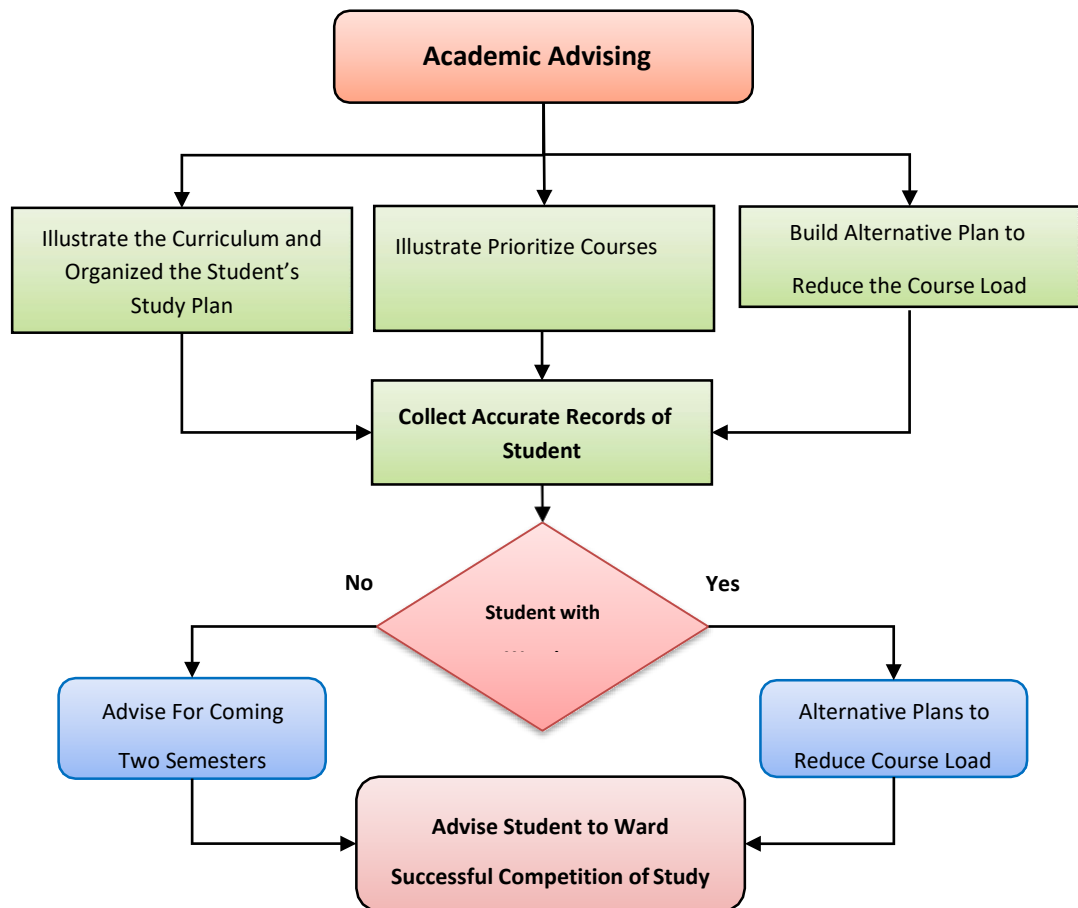 Academic Advising
Illustrate the Curriculum and
Organized the Student’s
Study Plan
Illustrate Prioritize Courses
Build Alternative Plan to
Reduce the Course Load
Collect Accurate Records of
Student
No
Yes
Student with
Advise For Coming
Two Semesters
Alternative Plans to
Reduce Course Load
Advise Student to Ward
Successful Competition of Study